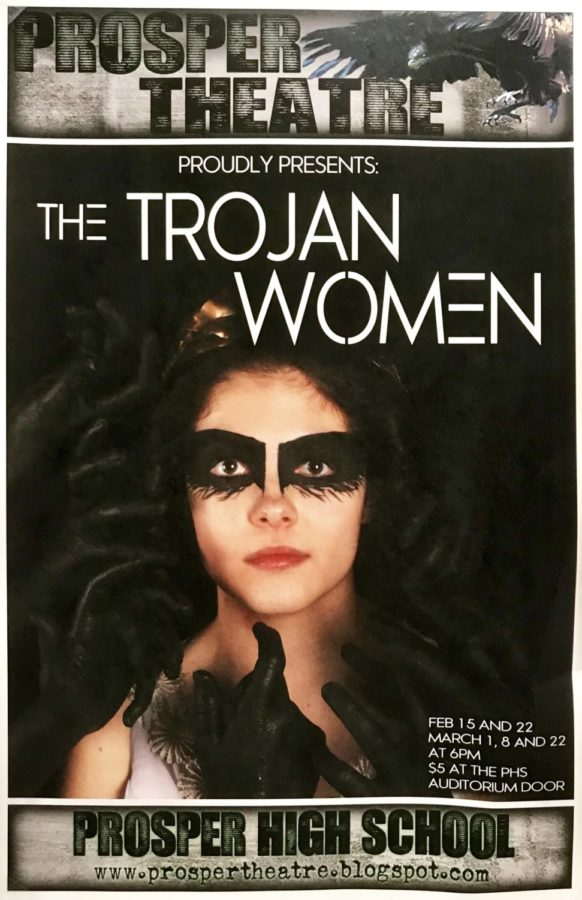 PROSPER
THEATRE
PROUDLY PRESENTS:
THE TROJAN
WOMEN
FEB 15 AND 22
MARCH 1, 8 AND 22
AT 6PM
$5 AT THE PHS
AUDITORIUM DOOR
PROSPER HIGH SCHOOL
www.prospertheatre.blogspot.com